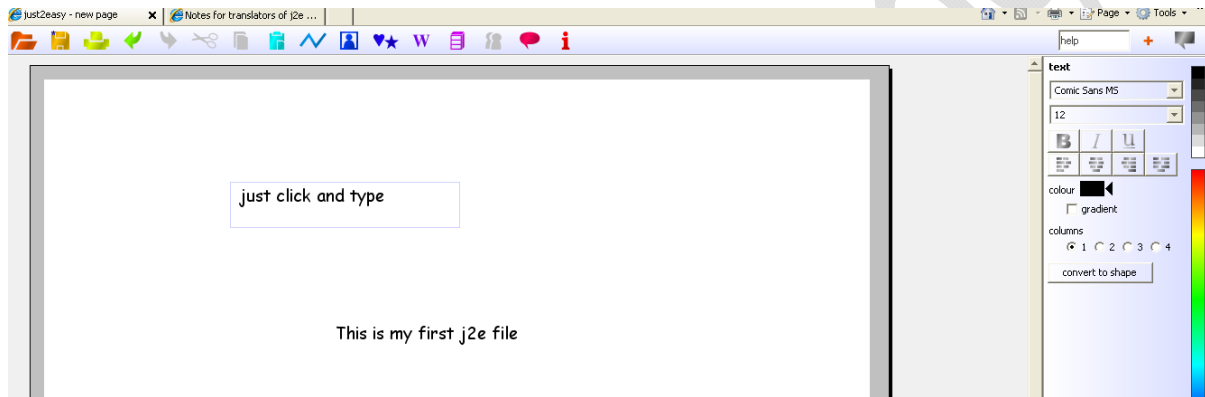 just2easy - new page
Notes for translators of j2e ...
Page
Tools
W
i
help
text
Comic Sans MS
12
B I U
just click and type
colour
gradient
columns
1 2 3 4
convert to shape
This is my first j2e file